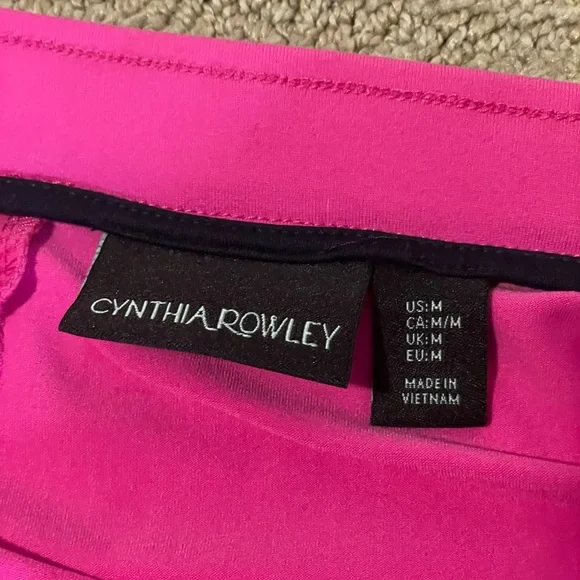 CYNTHIA ROWLEY
US: M
CA: M/M
UK: M
EU: M
MADE IN
VIETNAM